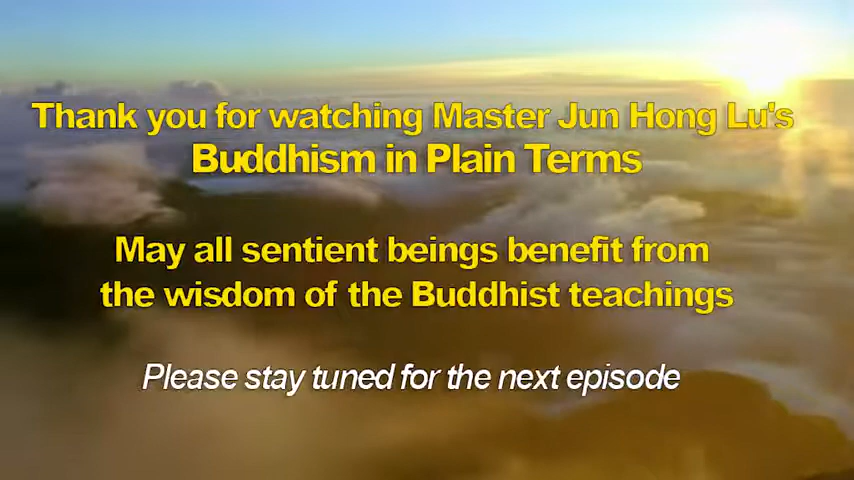 Thank you for watching Master Jun Hong Lu's
Buddhism in Plain Terms
May all sentient beings benefit from
the wisdom of the Buddhist teachings
Please stay tuned for the next episode